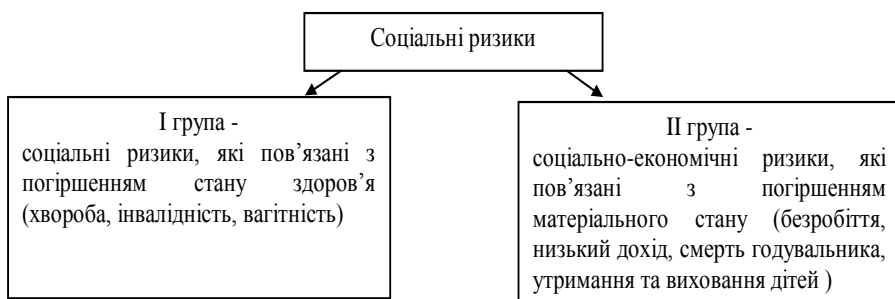 Соціальні ризики
І група -
соціальні ризики, які пов’язані з
погіршенням стану здоров’я
(хвороба, інвалідність, вагітність)
ІІ група -
соціально-економічні ризики, які
пов’язані з погіршенням
матеріального стану (безробіття,
низький дохід, смерть годувальника,
утримання та виховання дітей )